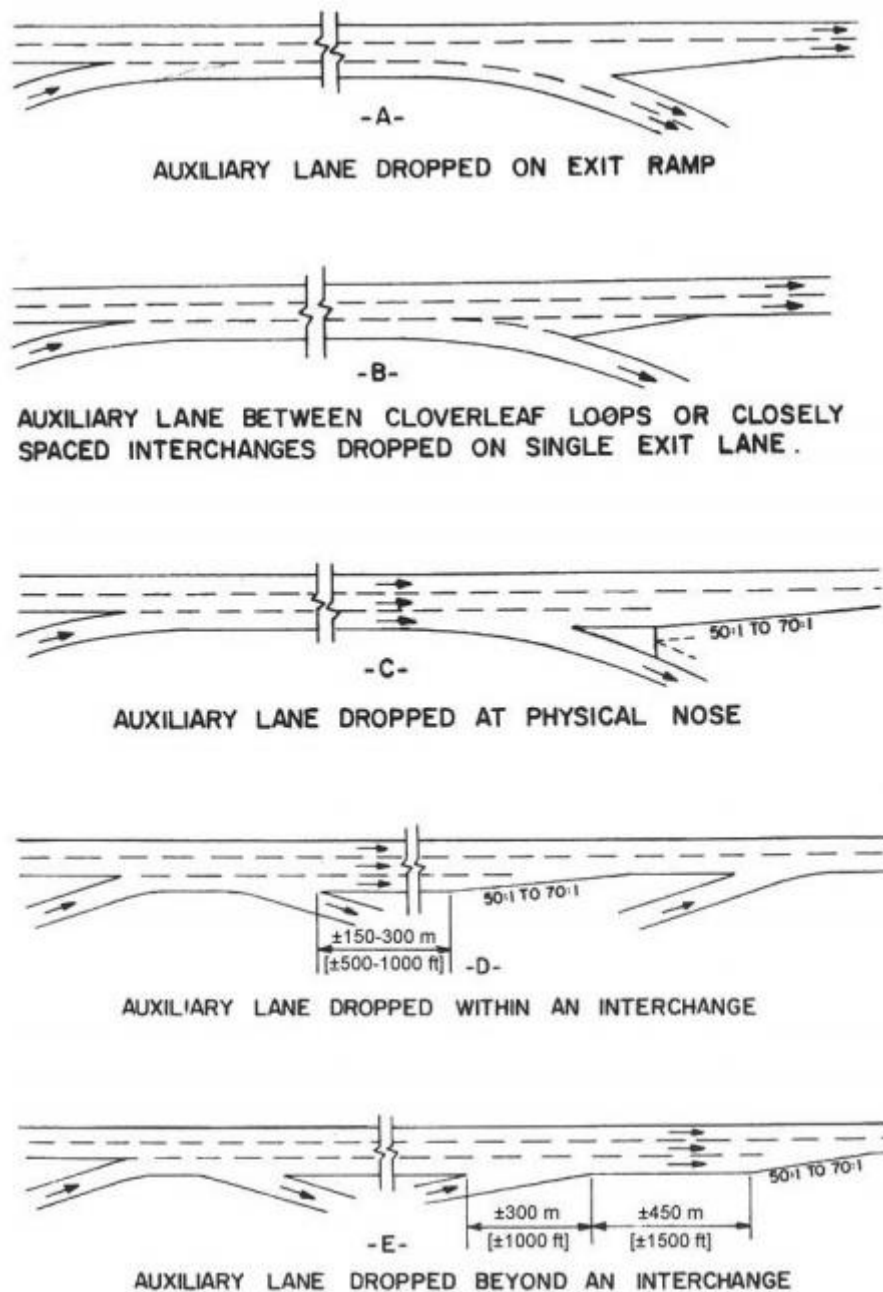 -A-
AUXILIARY LANE DROPPED ON EXIT RAMP
-B-
AUXILIARY LANE BETWEEN CLOVERLEAF LOOPS OR CLOSELY
SPACED INTERCHANGES DROPPED ON SINGLE EXIT LANE.
50:1 TO 70:1
-C-
AUXILIARY LANE DROPPED AT PHYSICAL NOSE
50:1 TO 70:1
±150-300 m
[±500-1000 ft]
-D-
AUXILIARY LANE DROPPED WITHIN AN INTERCHANGE
50:1 TO 70:1
±300 m
±450 m
[±1000 ft]
[±1500 ft]
-E-
AUXILIARY LANE DROPPED BEYOND AN INTERCHANGE